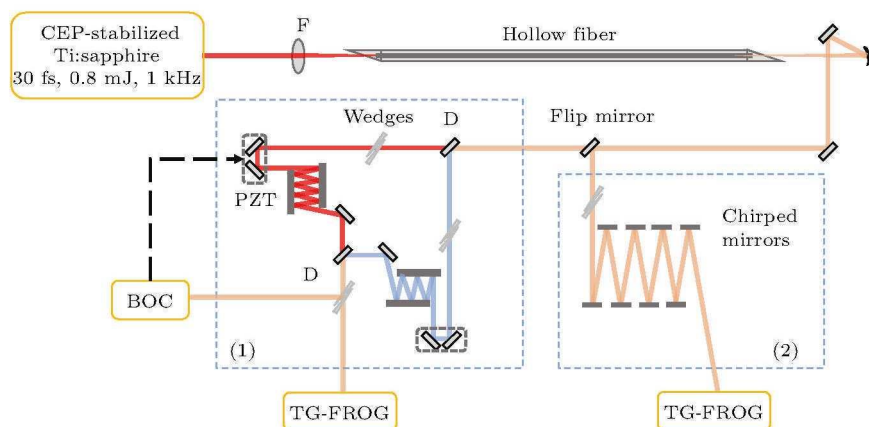 CEP-stabilized
Ti:sapphire
30 fs, 0.8 mJ, 1 kHz
F
Hollow fiber
Wedges
D
Flip mirror
PZT
Chirped
mirrors
D
BOC
(1)
(2)
TG-FROG
TG-FROG